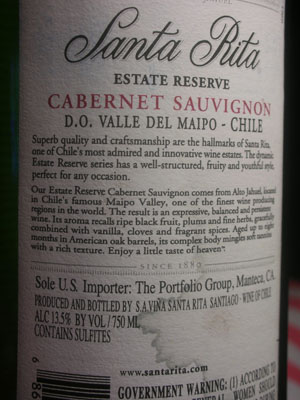 Santa Rita
ESTATE RESERVE
CABERNET SAUVIGNON
D.O. VALLE DEL MAIPO - CHILE
Superb quality and craftsmanship are the hallmarks of Santa Rita,
one of Chile's most admired and innovative wine estates. The dynamic
Estate Reserve series has a well-structured, fruity and youthful style,
perfect for any occasion.
Our Estate Reserve Cabernet Sauvignon comes from Alto Jahuel, located
in Chile's famous Maipo Valley, one of the finest wine producing
regions in the world. The result is an expressive, balanced and persistent
wine. Its aroma recalls ripe black fruit, plums and fine herbs, gracefully
combined with vanilla, cloves and fragrant spices. Aged up to eight
months in American oak barrels, its complex body mingles soft tannins
with a rich texture. Enjoy a little taste of heaven
SINCE 1880
Sole U.S. Importer: The Portfolio Group, Manteca, CA.
PRODUCED AND BOTTLED BY S.A. VIÑA SANTA RITA SANTIAGO - WINE OF CHILE
ALC 13.5% BY VOL / 750 ML
CONTAINS SULFITES
www.santarita.com
GOVERNMENT WARNING: (1) ACCORDING TO
WOMEN SHOULD
6 86